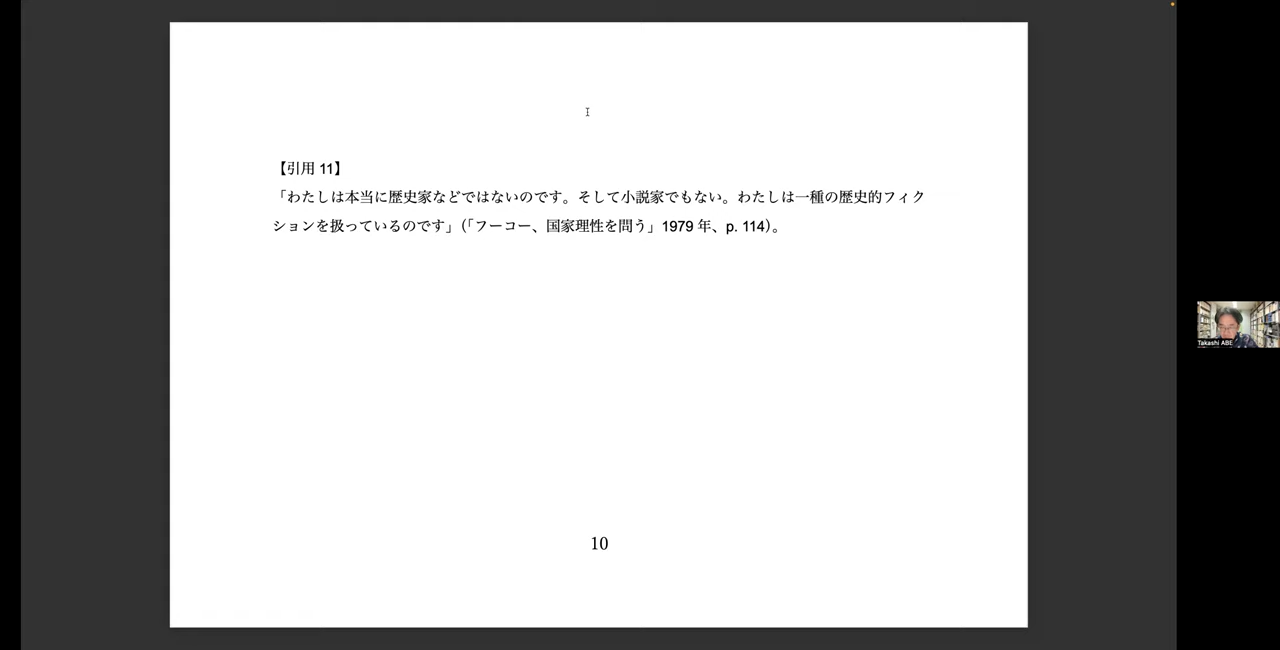 【引用 11】
「わたしは本当に歴史家などではないのです。そして小説家でもない。わたしは一種の歴史的フィク
ションを扱っているのです」(「フーコー、国家理性を問う」1979 年、p. 114)。
10
Takashi ABE